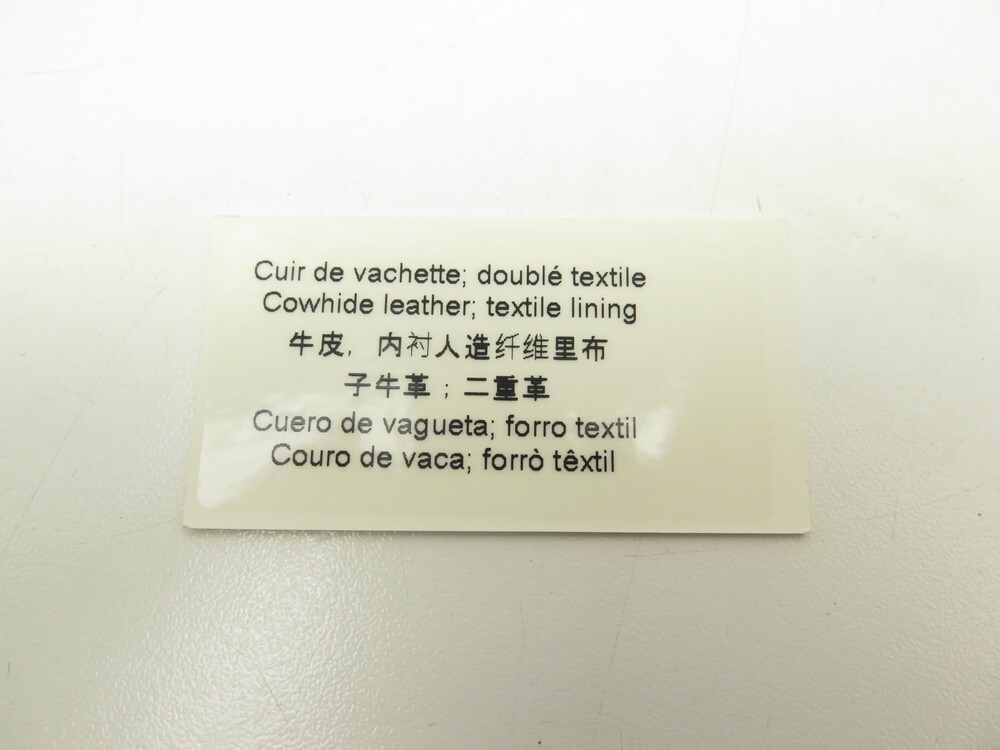 Cuir de vachette; doublé textile
Cowhide leather; textile lining
牛皮, 内衬人造纤维里布
子牛革；二重革
Cuero de vagueta; forro textil
Couro de vaca; forrò têxtil